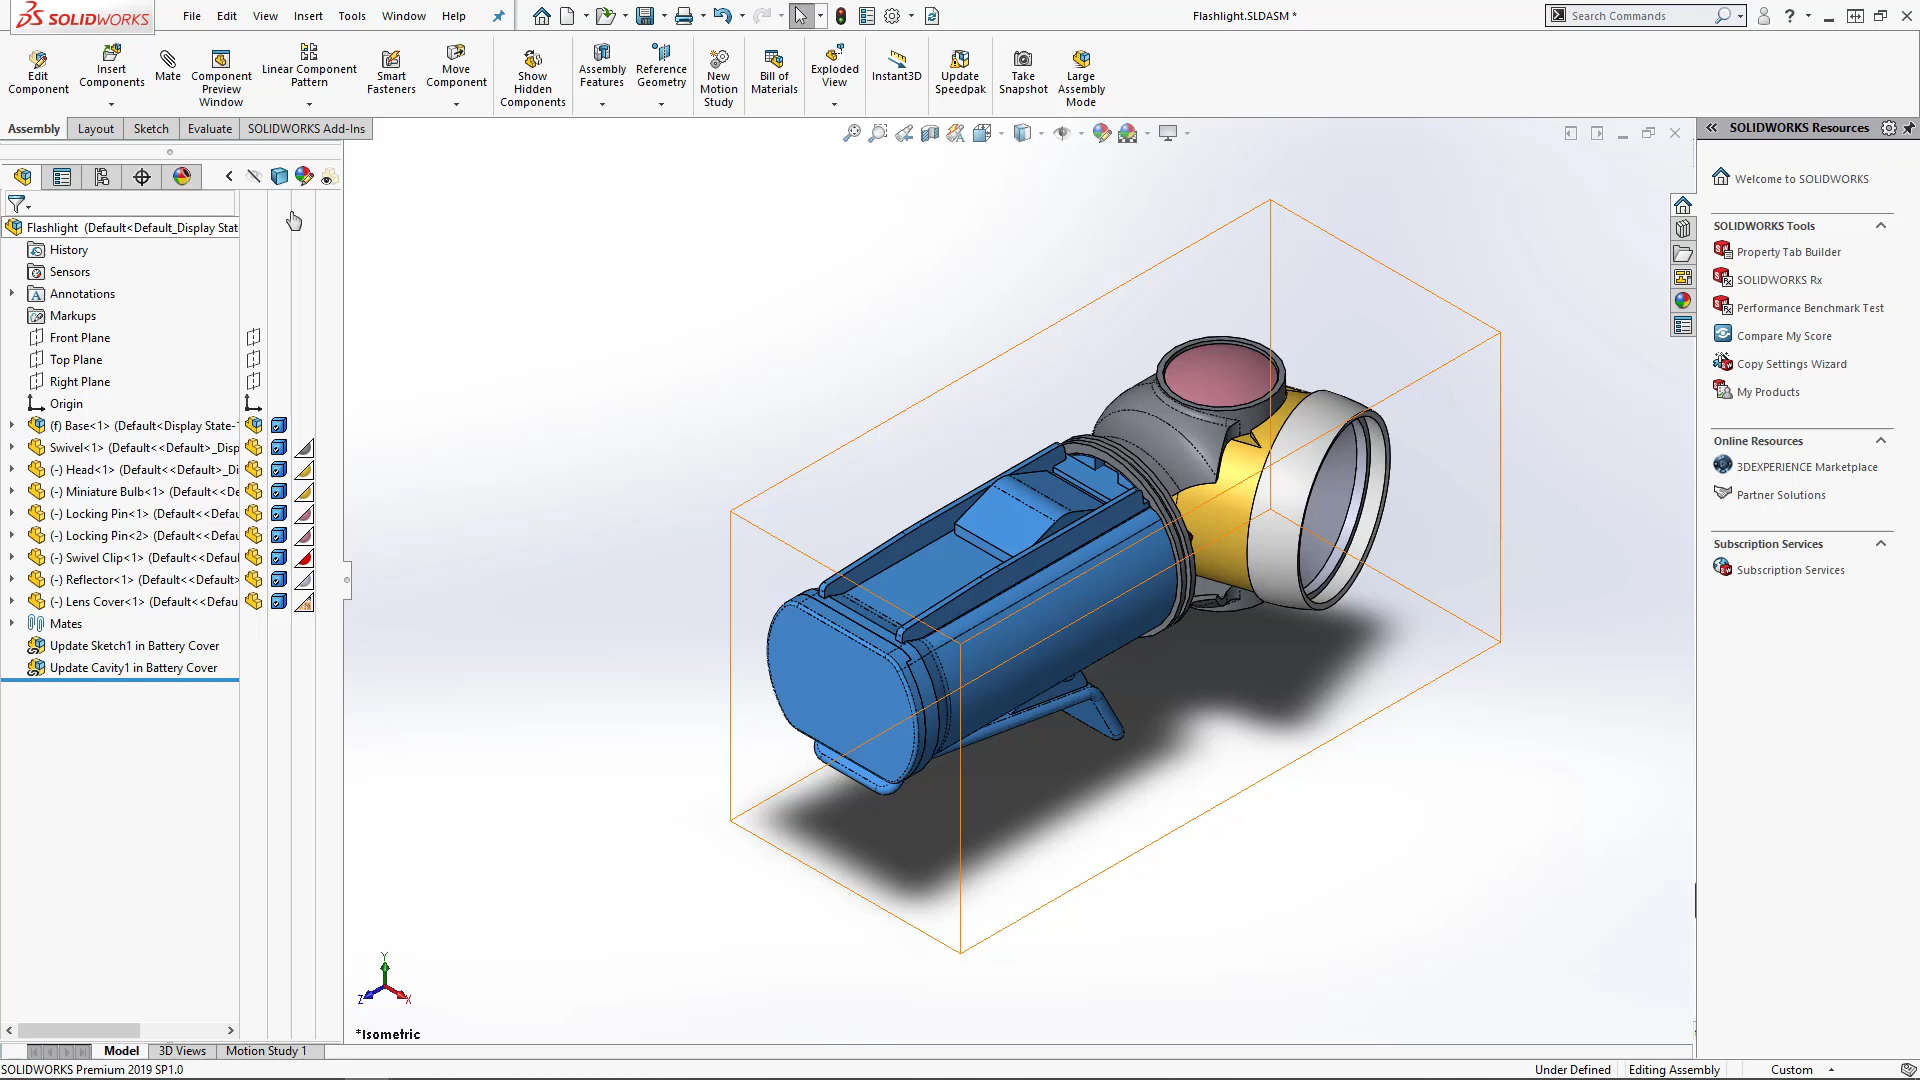 SOLIDWORKS
File Edit View Insert Tools Window Help
Flashlight.SLDASM *
Search Commands
Edit Component
Insert Components
Mate
Component Preview Window
Linear Component Pattern
Smart Fasteners
Move Component
Show Hidden Components
Assembly Features
Reference Geometry
New Motion Study
Bill of Materials
Exploded View
Instant3D
Update Speedpak
Take Snapshot
Large Assembly Mode
Assembly Layout Sketch Evaluate SOLIDWORKS Add-Ins
Flashlight (Default<Default_Display Stat
History
Sensors
Annotations
Markups
Front Plane
Top Plane
Right Plane
Origin
(f) Base<1> (Default<Display State-
Swivel<1> (Default<<Default>_Disp
(-) Head<1> (Default<<Default>_Di
(-) Miniature Bulb<1> (Default<<De
(-) Locking Pin<1> (Default<<Defau
(-) Locking Pin<2> (Default<<Defau
(-) Swivel Clip<1> (Default<<Defaul
(-) Reflector<1> (Default<<Default>
(-) Lens Cover<1> (Default<<Defau
Mates
Update Sketch1 in Battery Cover
Update Cavity1 in Battery Cover
Y
Z
X
*Isometric
SOLIDWORKS Resources
Welcome to SOLIDWORKS
SOLIDWORKS Tools
Property Tab Builder
SOLIDWORKS Rx
Performance Benchmark Test
Compare My Score
Copy Settings Wizard
My Products
Online Resources
3DEXPERIENCE Marketplace
Partner Solutions
Subscription Services
Subscription Services
Model 3D Views Motion Study 1
SOLIDWORKS Premium 2019 SP1.0
Under Defined Editing Assembly Custom